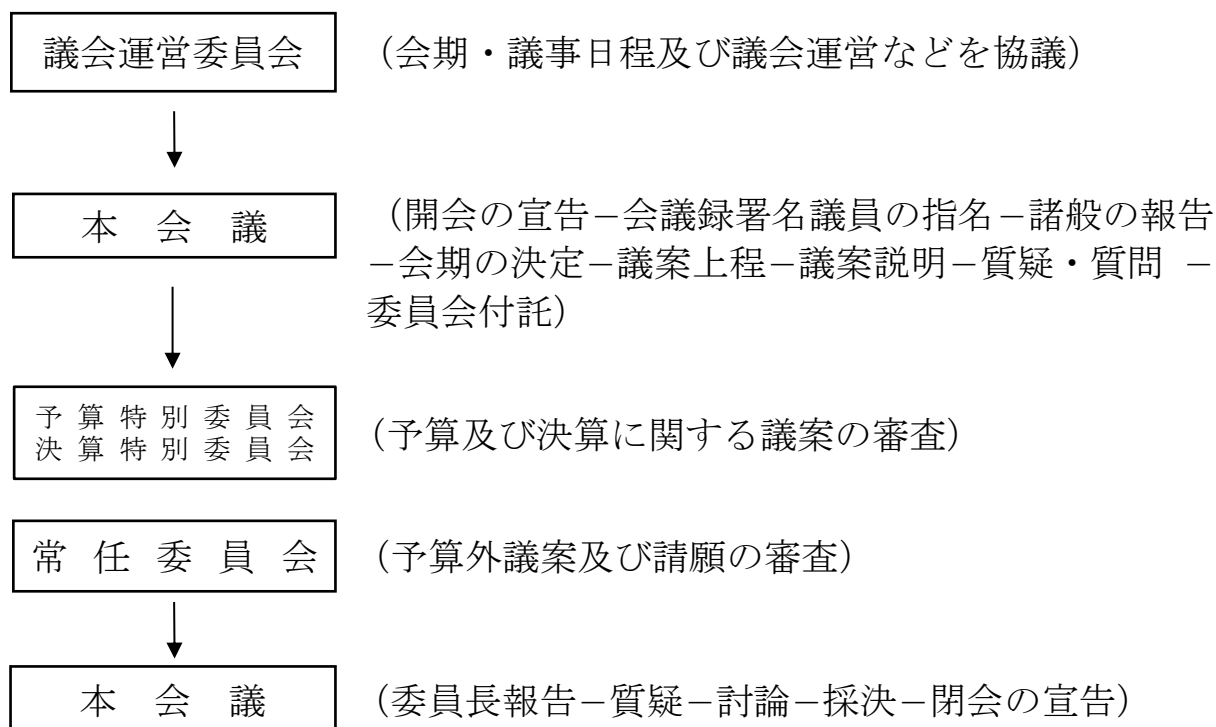 議会運営委員会 （会期・議事日程及び議会運営などを協議）
本会議 （開会の宣告－会議録署名議員の指名－諸般の報告
－会期の決定－議案上程－議案説明－質疑・質問 －
委員会付託）
予算特別委員会
決算特別委員会 （予算及び決算に関する議案の審査）
常任委員会 （予算外議案及び請願の審査）
本会議 （委員長報告－質疑－討論－採決－閉会の宣告）